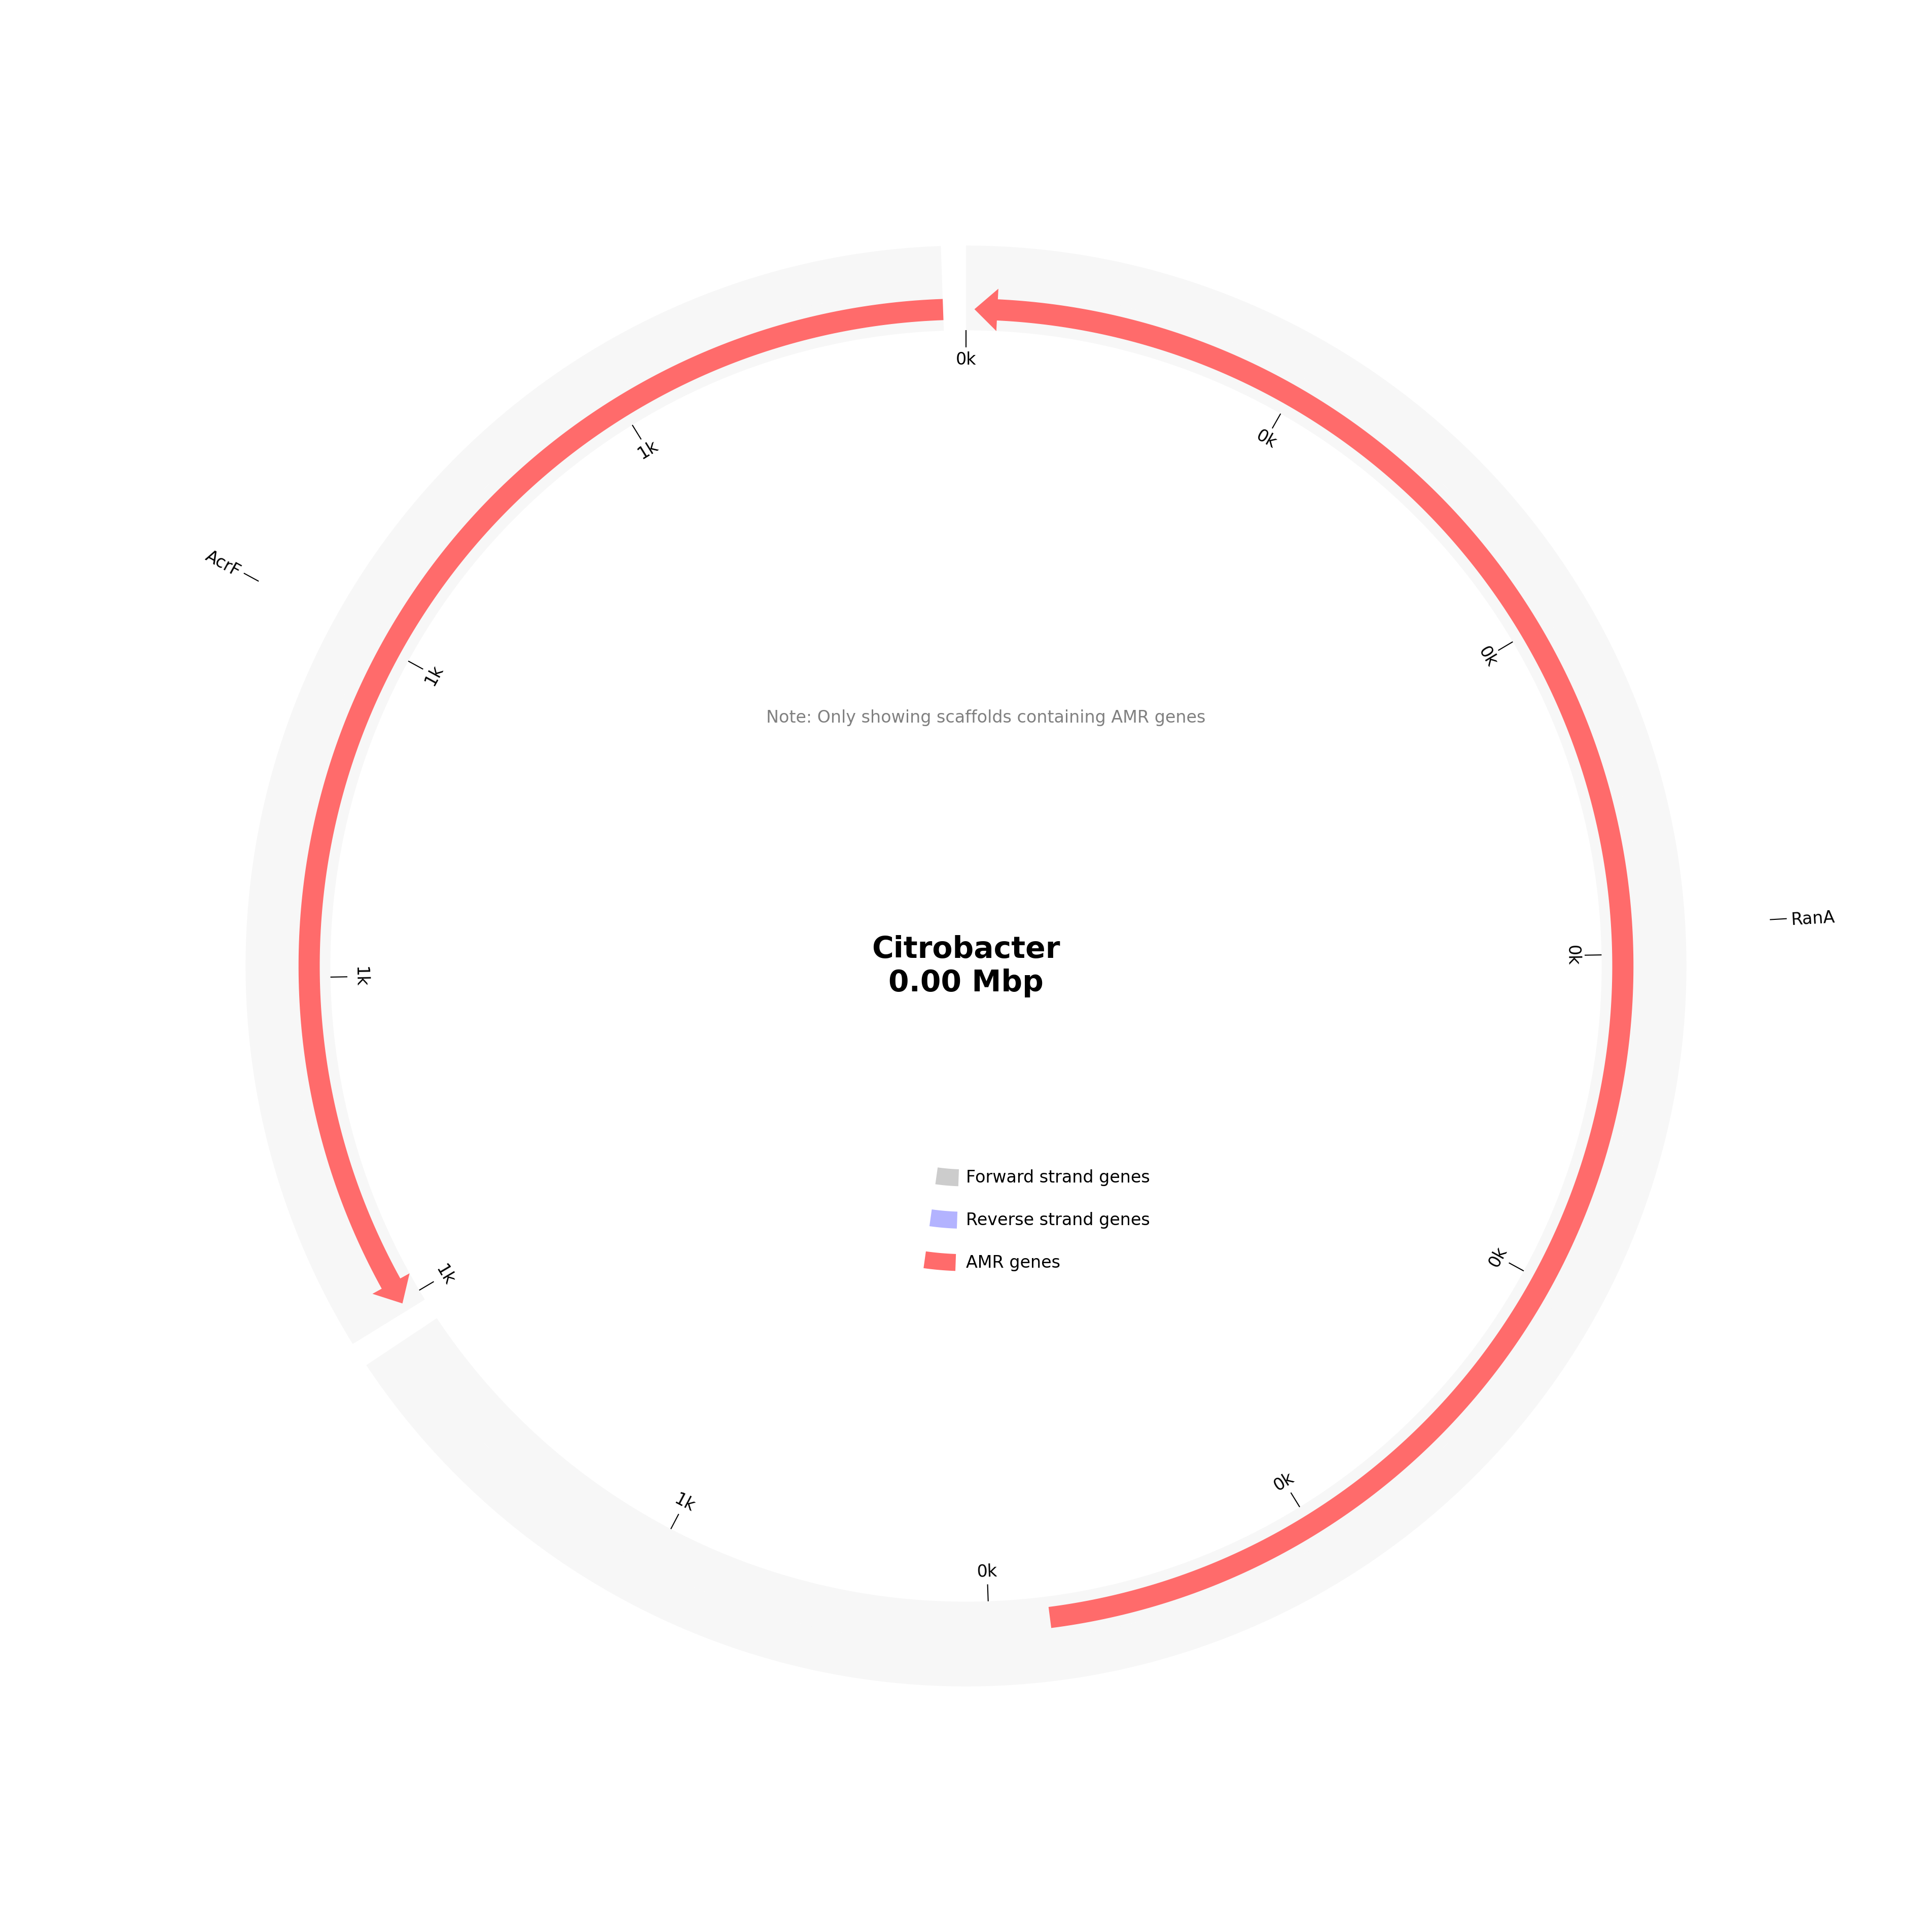 0k
1k
0k
AcrF
0k
1k
Note: Only showing scaffolds containing AMR genes
RanA
Citrobacter
0.00 Mbp
0k
1k
Forward strand genes
Reverse strand genes
AMR genes
0k
1k
0k
1k
0k